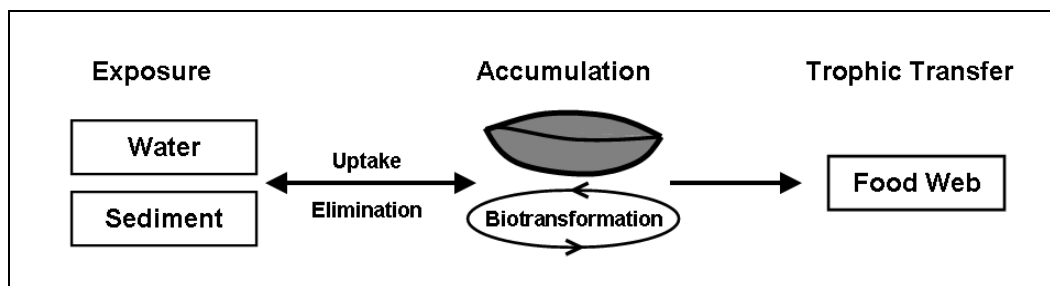 Exposure
Accumulation
Trophic Transfer
Water
Sediment
Uptake
Elimination
Biotransformation
Food Web